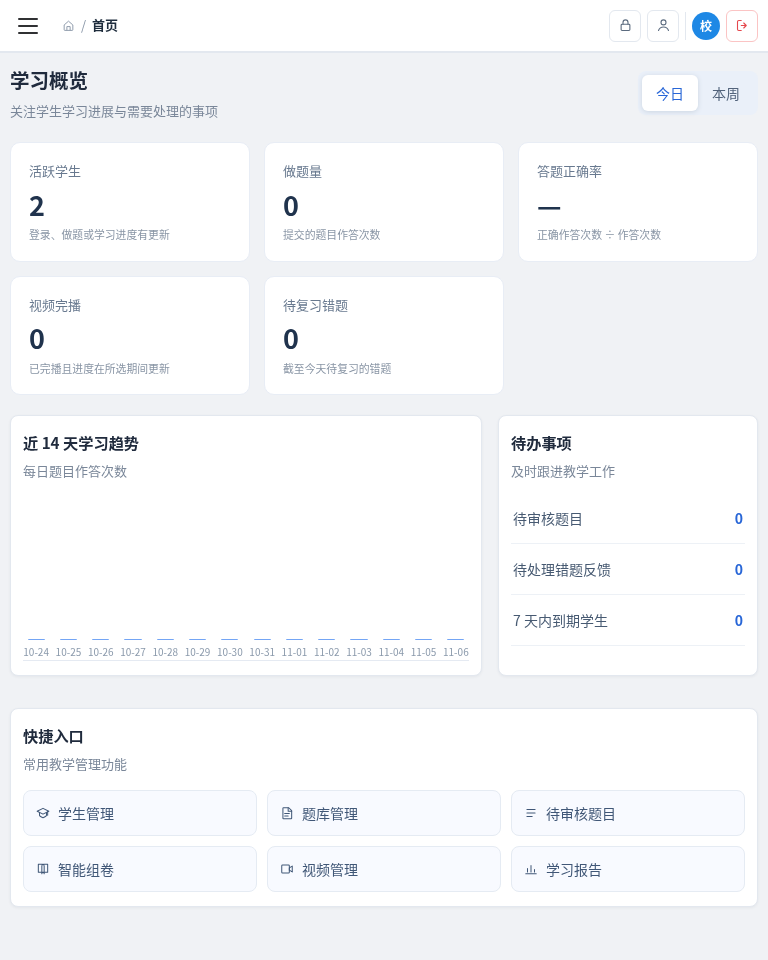 / 首页
校
学习概览
关注学生学习进展与需要处理的事项
今日 本周
活跃学生
2
登录、做题或学习进度有更新
做题量
0
提交的题目作答次数
答题正确率
—
正确作答次数 ÷ 作答次数
视频完播
0
已完播且进度在所选期间更新
待复习错题
0
截至今天待复习的错题
近 14 天学习趋势
每日题目作答次数
10-24 10-25 10-26 10-27 10-28 10-29 10-30 10-31 11-01 11-02 11-03 11-04 11-05 11-06
待办事项
及时跟进教学工作
待审核题目 0
待处理错题反馈 0
7 天内到期学生 0
快捷入口
常用教学管理功能
学生管理 题库管理 待审核题目
智能组卷 视频管理 学习报告